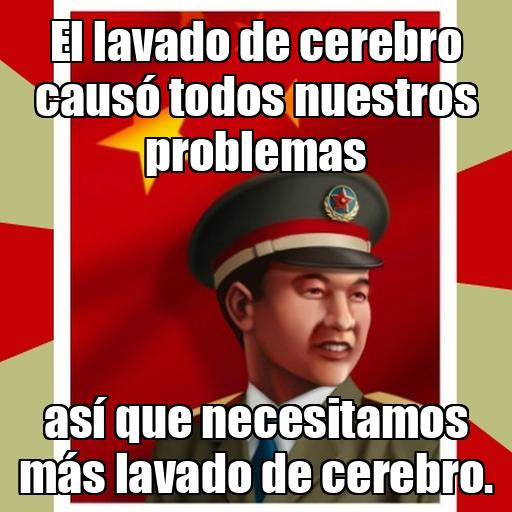 El lavado de cerebro
causó todos nuestros
problemas
así que necesitamos
más lavado de cerebro.